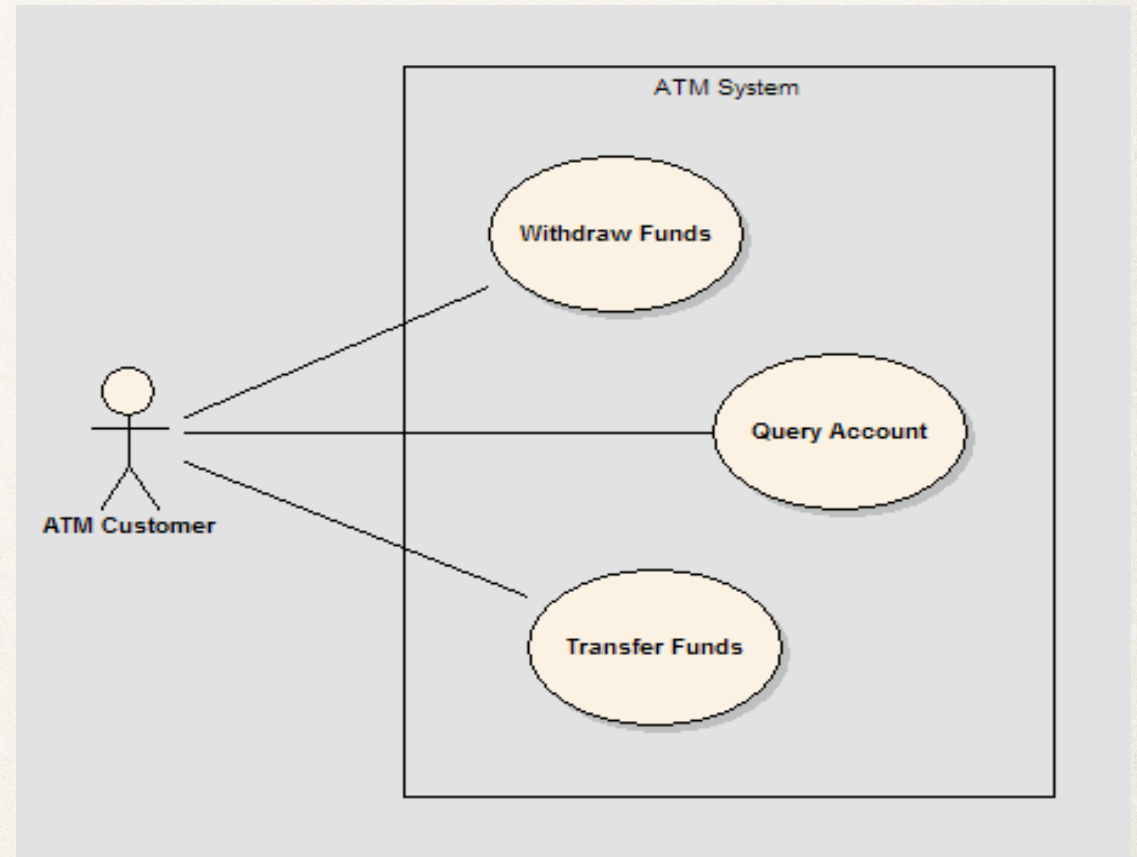 ATM System
Withdraw Funds
Query Account
ATM Customer
Transfer Funds